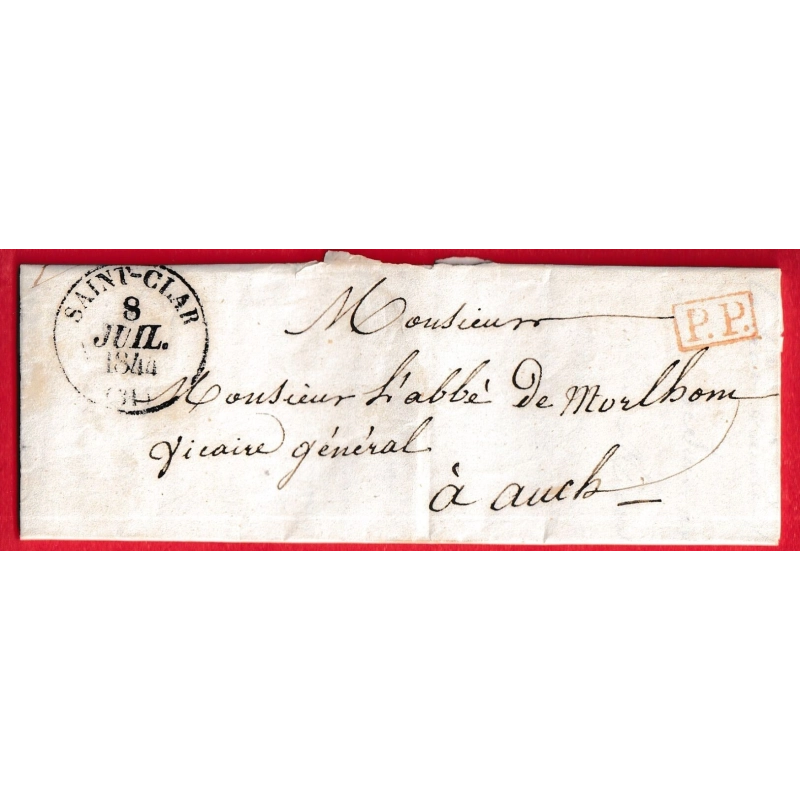 SAINT-CLAR
8
JUIL.
1844
P.P.
Monsieur
Monsieur L'abbé de Morlhom
Vicaire général
à auch